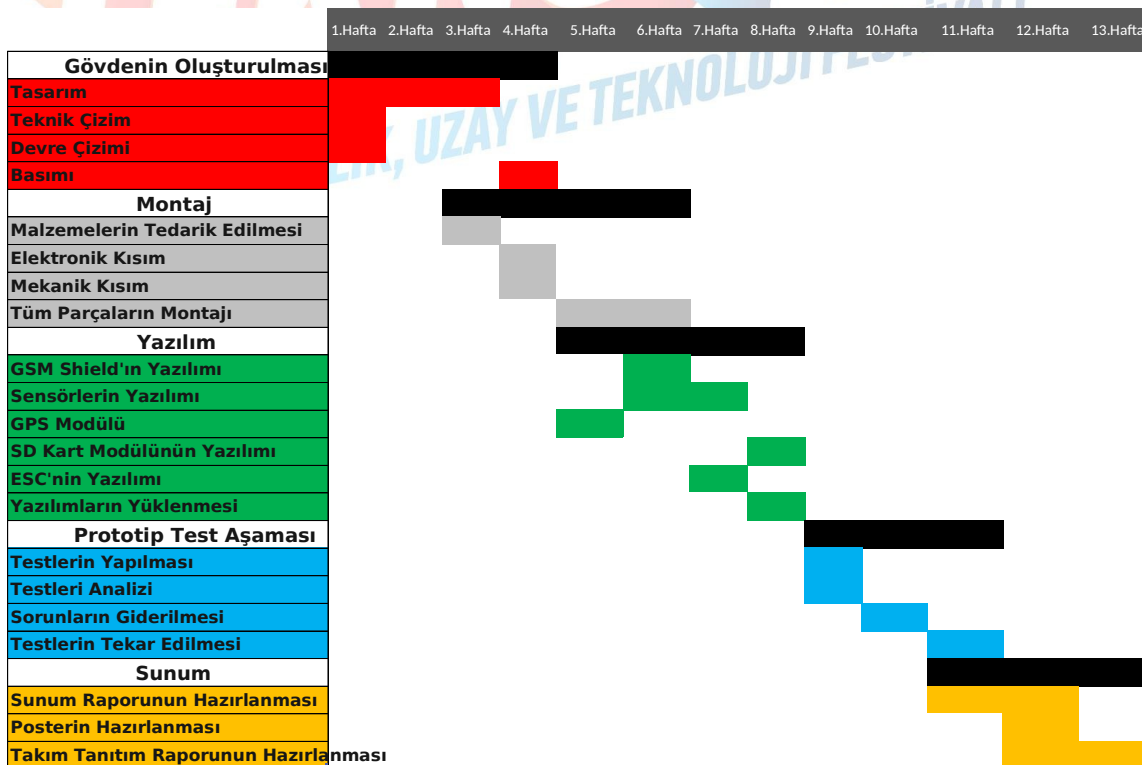 1.Hafta 2.Hafta 3.Hafta 4.Hafta 5.Hafta 6.Hafta 7.Hafta 8.Hafta 9.Hafta 10.Hafta 11.Hafta 12.Hafta 13.Hafta
Gövdenin Oluşturulması
Tasarım
Teknik Çizim
Devre Çizimi
Basımı
Montaj
Malzemelerin Tedarik Edilmesi
Elektronik Kısım
Mekanik Kısım
Tüm Parçaların Montajı
Yazılım
GSM Shield'ın Yazılımı
Sensörlerin Yazılımı
GPS Modülü
SD Kart Modülünün Yazılımı
ESC'nin Yazılımı
Yazılımların Yüklenmesi
Prototip Test Aşaması
Testlerin Yapılması
Testleri Analizi
Sorunların Giderilmesi
Testlerin Tekar Edilmesi
Sunum
Sunum Raporunun Hazırlanması
Posterin Hazırlanması
Takım Tanıtım Raporunun Hazırlanması
UZAY VE TEKNOLOJİ